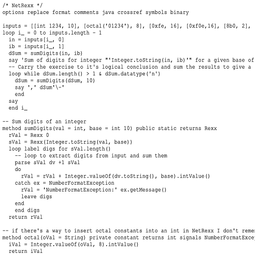 /* NetRexx */
options replace format comments java crossref symbols binary

inputs = [[int 1234, 10], [octal('01234'), 8], [0xfe, 16], [0xf0e,16], [8b0, 2],
loop i_ = 0 to inputs.length - 1
in = inputs[i_, 0]
ib = inputs[i_, 1]
dSum = sumDigits(in, ib)
say 'Sum of digits for integer "'Integer.toString(in, ib)'" for a given base of
-- Carry the exercise to it's logical conclusion and sum the results to give a
loop while dSum.length() > 1 & dSum.datatype('n')
dSum = sumDigits(dSum, 10)
say "," dSum'\-'
end
say
end i_

-- Sum digits of an integer
method sumDigits(val = int, base = int 10) public static returns Rexx
rVal = Rexx 0
sVal = Rexx(Integer.toString(val, base))
loop label digs for sVal.length()
-- loop to extract digits from input and sum them
parse sVal dv +1 sVal
do
rVal = rVal + Integer.valueOf(dv.toString(), base).intValue()
catch ex = NumberFormatException
rVal = 'NumberFormatException:' ex.getMessage()
leave digs
end
end digs
return rVal

-- if there's a way to insert octal constants into an int in NetRexx I don't reme
method octal(oVal = String) private constant returns int signals NumberFormatExce
iVal = Integer.valueOf(oVal, 8).intValue()
return iVal